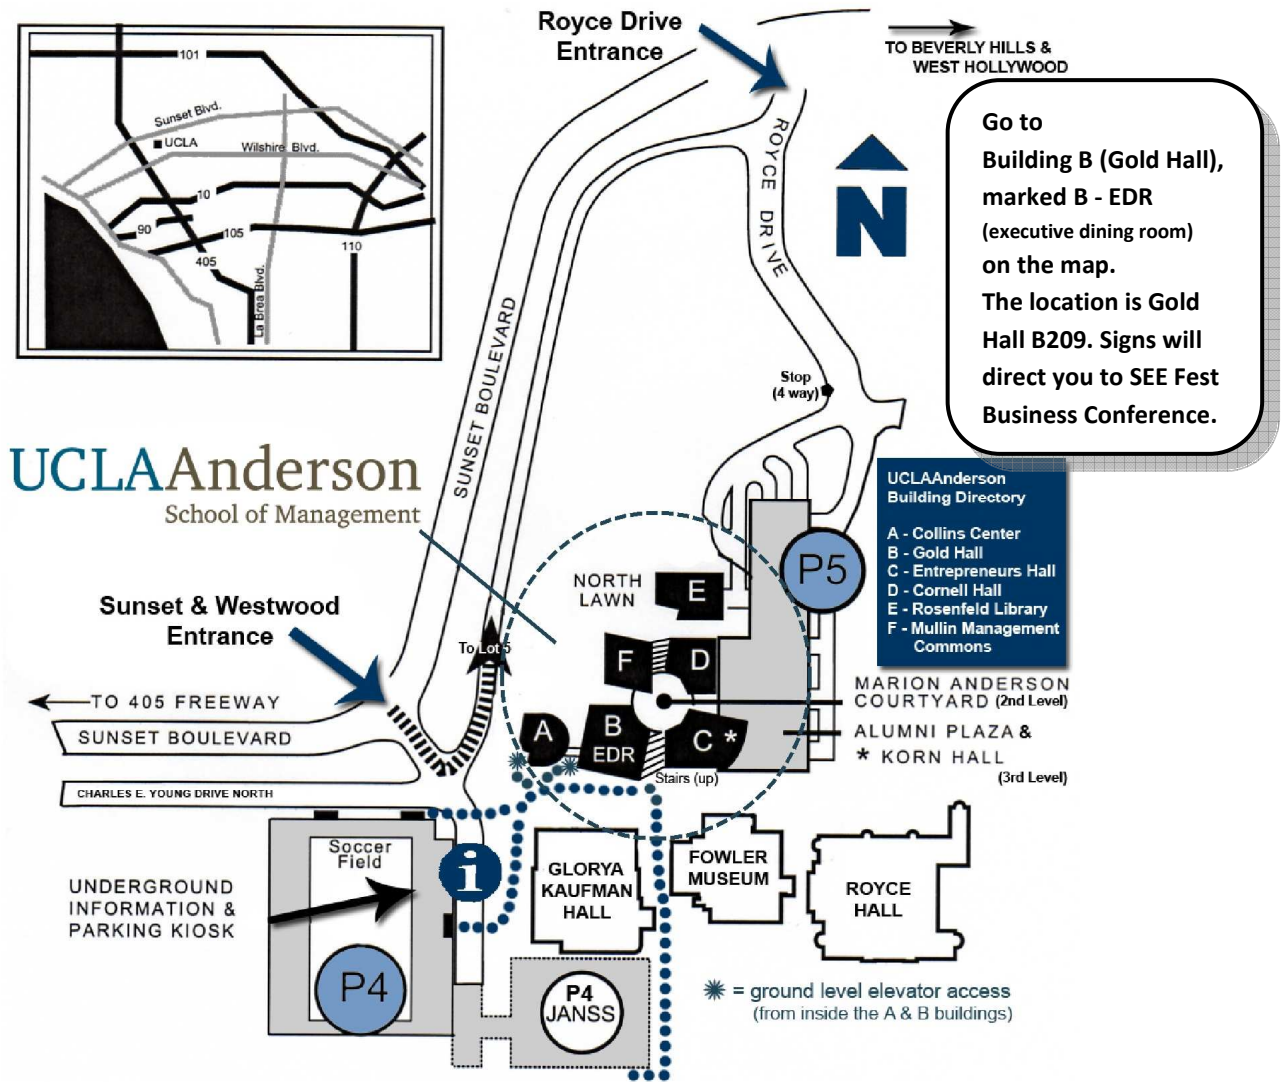 Royce Drive
Entrance
TO BEVERLY HILLS &
WEST HOLLYWOOD
101
Sunset Blvd.
UCLA
Wilshire Blvd.
10
90
105
110
405
La Brea Blvd.
ROYCE DRIVE
N
Go to
Building B (Gold Hall),
marked B - EDR
(executive dining room)
on the map.
The location is Gold
Hall B209. Signs will
direct you to SEE Fest
Business Conference.
SUNSET BOULEVARD
Stop
(4 way)
UCLAAnderson
School of Management
UCLAAnderson
Building Directory
A - Collins Center
B - Gold Hall
C - Entrepreneurs Hall
D - Cornell Hall
E - Rosenfeld Library
F - Mullin Management
Commons
P5
NORTH
LAWN
E
Sunset & Westwood
Entrance
To Lot 5
F
D
TO 405 FREEWAY
SUNSET BOULEVARD
MARION ANDERSON
COURTYARD (2nd Level)
A
B
EDR
C *
ALUMNI PLAZA &
* KORN HALL
(3rd Level)
Stairs (up)
CHARLES E. YOUNG DRIVE NORTH
Soccer
Field
i
UNDERGROUND
INFORMATION &
PARKING KIOSK
GLORYA
KAUFMAN
HALL
FOWLER
MUSEUM
ROYCE
HALL
P4
P4
JANSS
= ground level elevator access
(from inside the A & B buildings)